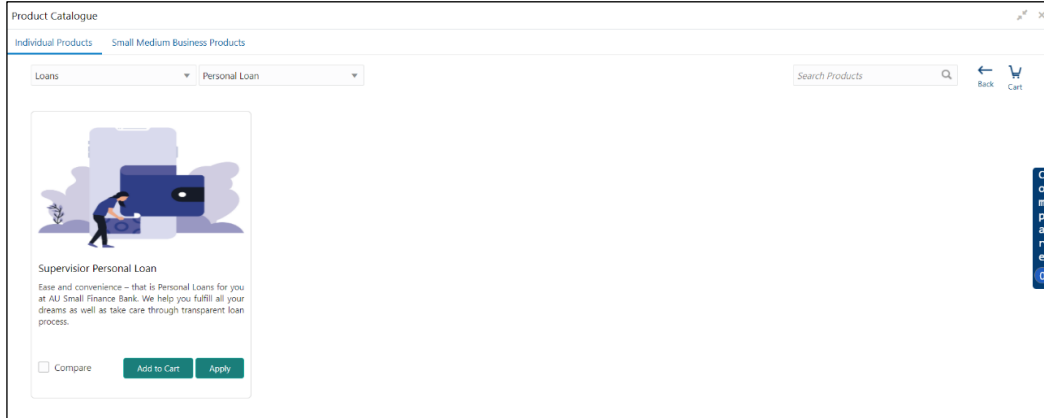 Product Catalogue
Individual Products Small Medium Business Products
Loans Personal Loan Search Products
Back Cart
Supervisior Personal Loan
Ease and convenience – that is Personal Loans for you
at AU Small Finance Bank. We help you fulfill all your
dreams as well as take care through transparent loan
process.
Compare Add to Cart Apply
Compare
0